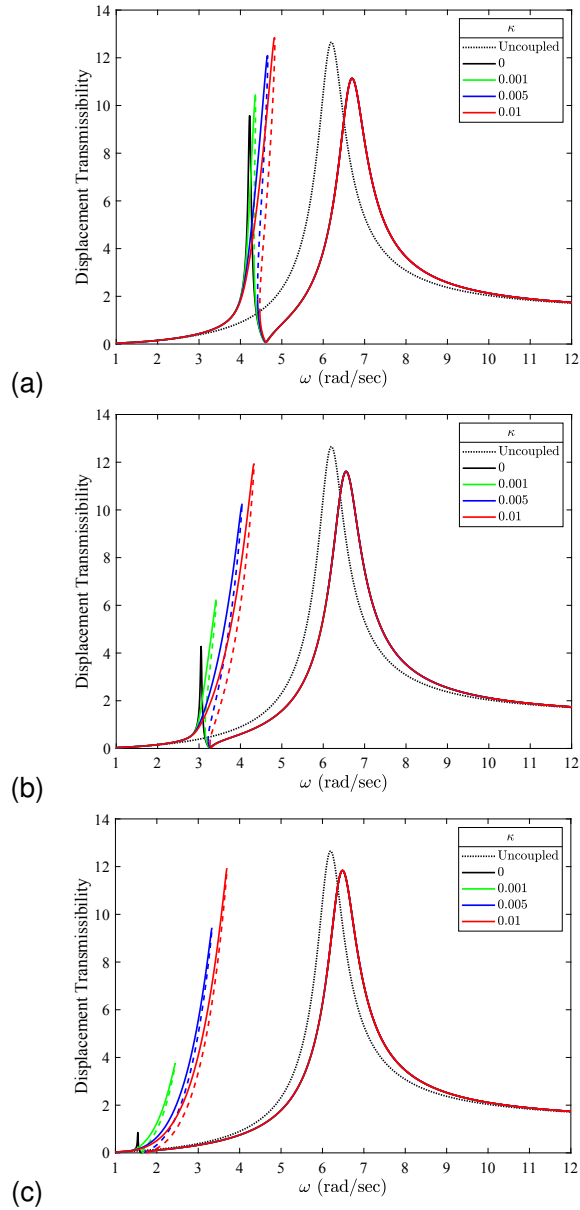 14
12
10
8
6
4
2
0
Displacement Transmissibility
κ
Uncoupled
0
0.001
0.005
0.01
1 2 3 4 5 6 7 8 9 10 11 12
ω (rad/sec)
(a)
14
12
10
8
6
4
2
0
Displacement Transmissibility
κ
Uncoupled
0
0.001
0.005
0.01
1 2 3 4 5 6 7 8 9 10 11 12
ω (rad/sec)
(b)
14
12
10
8
6
4
2
0
Displacement Transmissibility
κ
Uncoupled
0
0.001
0.005
0.01
1 2 3 4 5 6 7 8 9 10 11 12
ω (rad/sec)
(c)